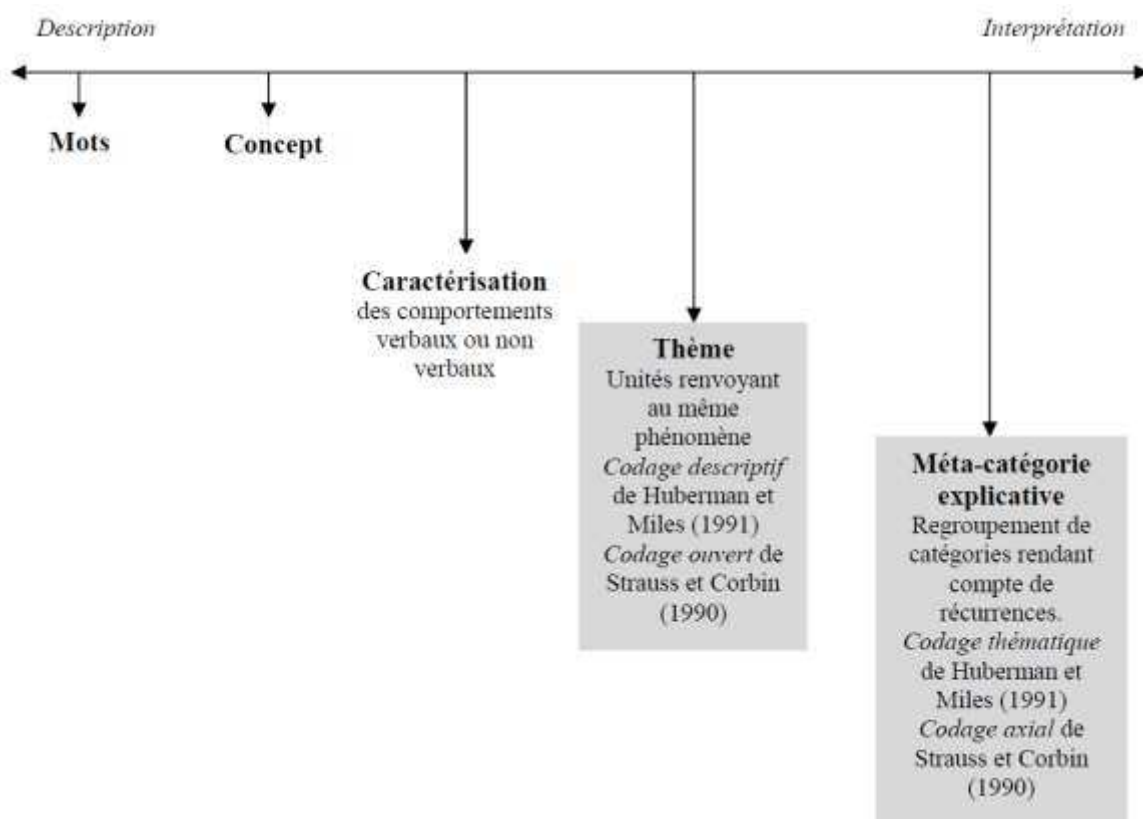 Description
Interprétation
Mots
Concept
Caractérisation
des comportements
verbaux ou non
verbaux
Thème
Unités renvoyant
au même
phénomène
Codage descriptif
de Huberman et
Miles (1991)
Codage ouvert de
Strauss et Corbin
(1990)
Méta-catégorie
explicative
Regroupement de
catégories rendant
compte de
récurrences.
Codage thématique
de Huberman et
Miles (1991)
Codage axial de
Strauss et Corbin
(1990)